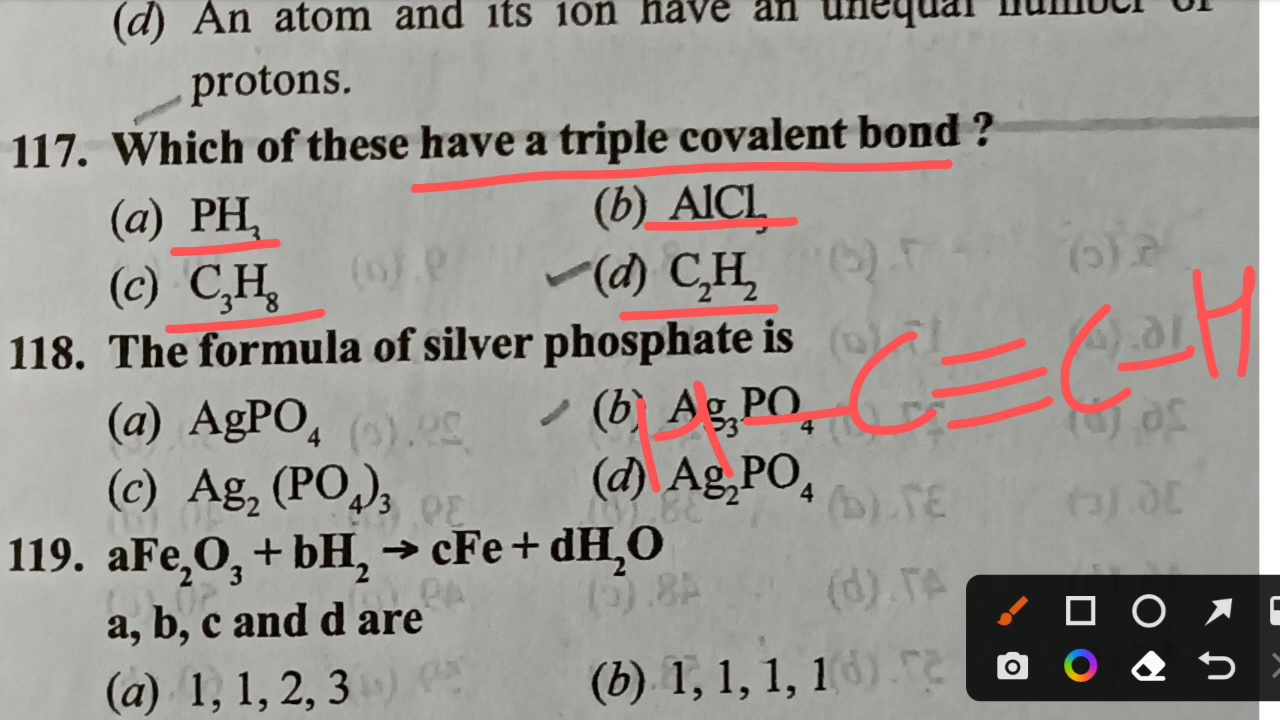 (d) An atom and its ion have an unequal number of
protons.
117. Which of these have a triple covalent bond ?
(a) PH₃ (b) AlCl₃
(c) C₃H₈ (d) C₂H₂
H–C≡C–H
118. The formula of silver phosphate is
(a) AgPO₄ (b) Ag₃PO₄
(c) Ag₂ (PO₄)₃ (d) Ag₂PO₄
119. aFe₂O₃ + bH₂ → cFe + dH₂O
a, b, c and d are
(a) 1, 1, 2, 3 (b) 1, 1, 1, 1